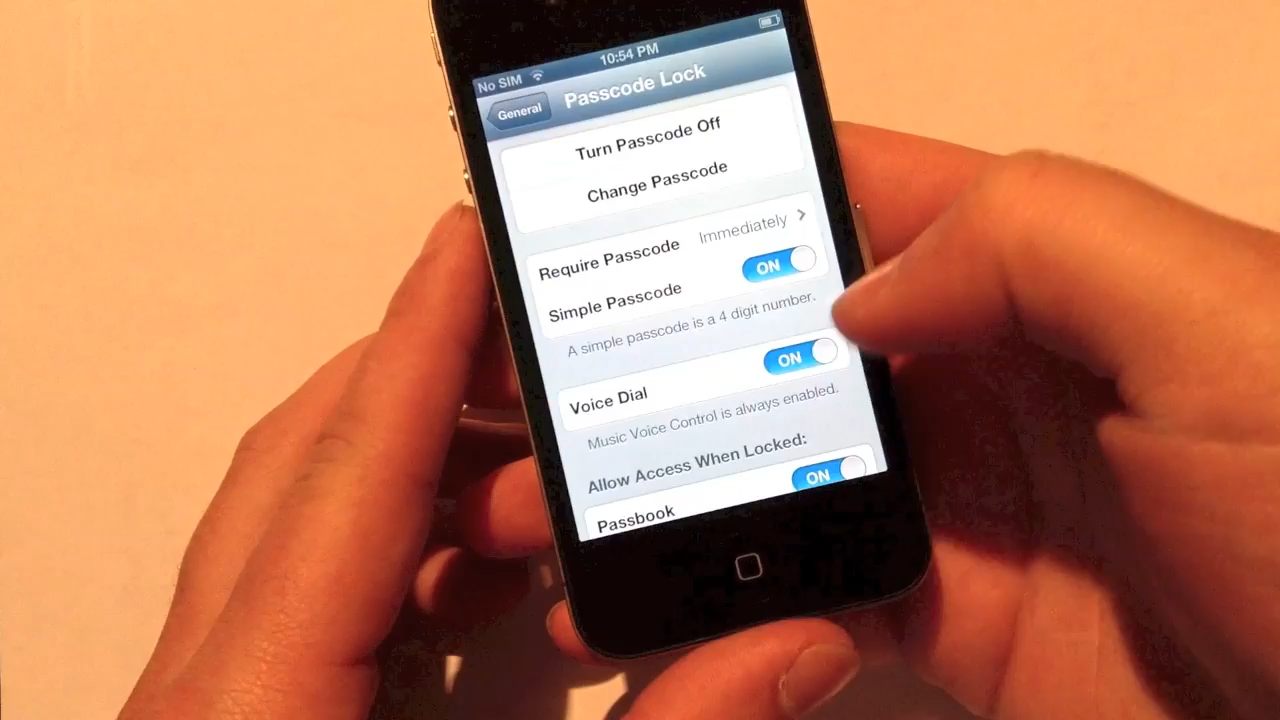 No SIM 10:54 PM
General Passcode Lock
Turn Passcode Off
Change Passcode
Require Passcode Immediately
Simple Passcode ON
A simple passcode is a 4 digit number.
Voice Dial ON
Music Voice Control is always enabled.
Allow Access When Locked:
Passbook ON